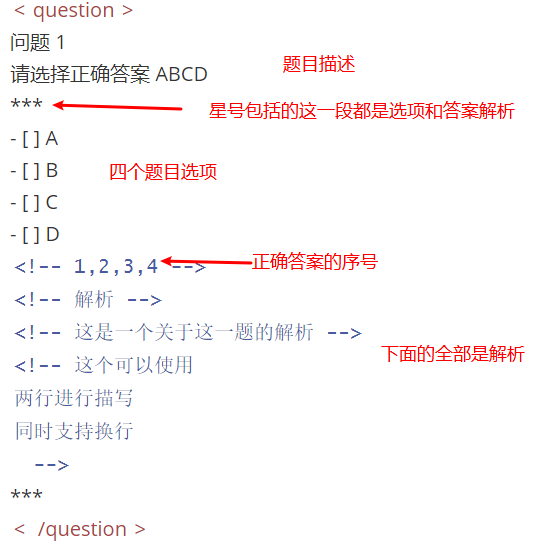 < question >
问题 1
题目描述
请选择正确答案 ABCD
***
星号包括的这一段都是选项和答案解析
- [ ] A
- [ ] B
四个题目选项
- [ ] C
- [ ] D
<!-- 1,2,3,4 -->
正确答案的序号
<!-- 解析 -->
<!-- 这是一个关于这一题的解析 -->
下面的全部是解析
<!-- 这个可以使用
两行进行描写
同时支持换行
-->
***
< /question >